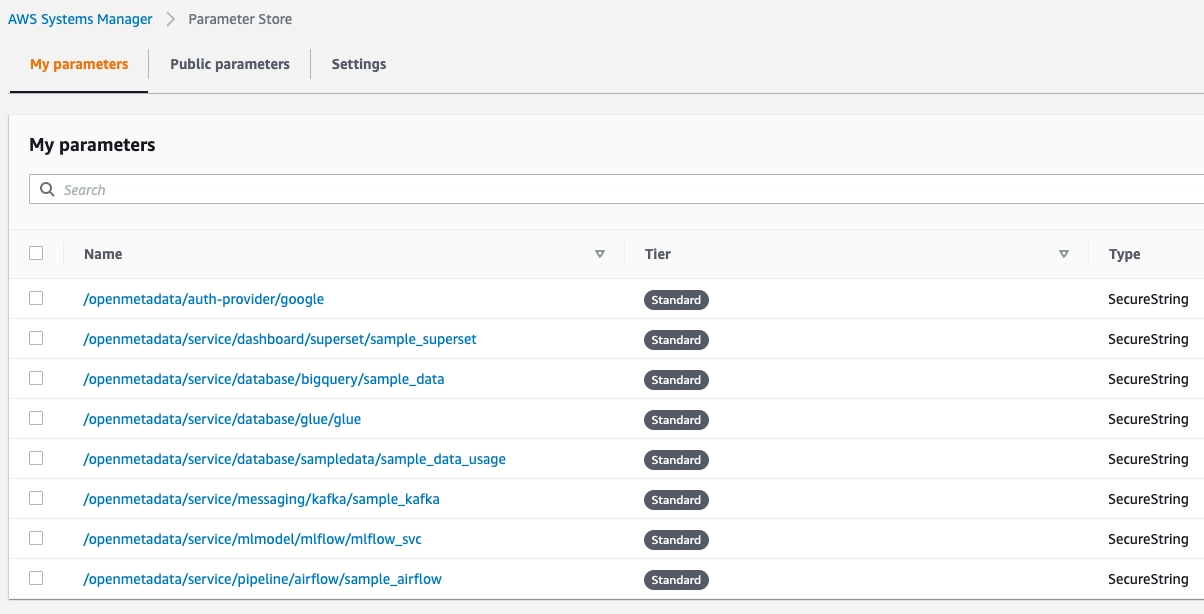 AWS Systems Manager > Parameter Store
My parameters Public parameters Settings
My parameters
Search
Name Tier Type
/openmetadata/auth-provider/google Standard SecureString
/openmetadata/service/dashboard/superset/sample_superset Standard SecureString
/openmetadata/service/database/bigquery/sample_data Standard SecureString
/openmetadata/service/database/glue/glue Standard SecureString
/openmetadata/service/database/sampledata/sample_data_usage Standard SecureString
/openmetadata/service/messaging/kafka/sample_kafka Standard SecureString
/openmetadata/service/mlmodel/mlflow/mlflow_svc Standard SecureString
/openmetadata/service/pipeline/airflow/sample_airflow Standard SecureString